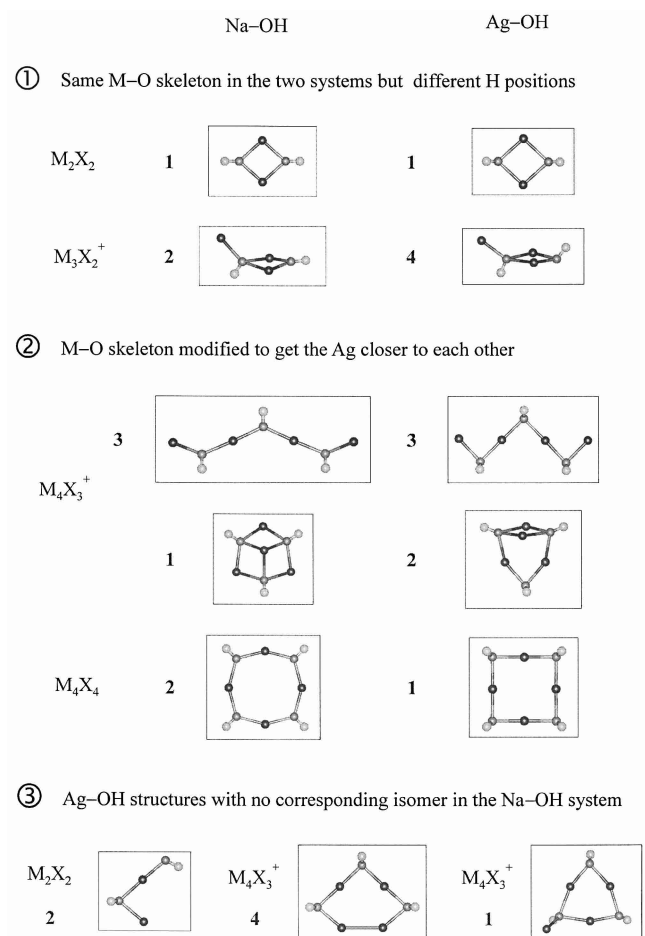 Na–OH Ag–OH
① Same M–O skeleton in the two systems but different H positions
M₂X₂ 1 1
M₃X₂⁺ 2 4
② M–O skeleton modified to get the Ag closer to each other
3 3
M₄X₃⁺
1 2
M₄X₄ 2 1
③ Ag–OH structures with no corresponding isomer in the Na–OH system
M₂X₂ M₄X₃⁺ M₄X₃⁺
2 4 1